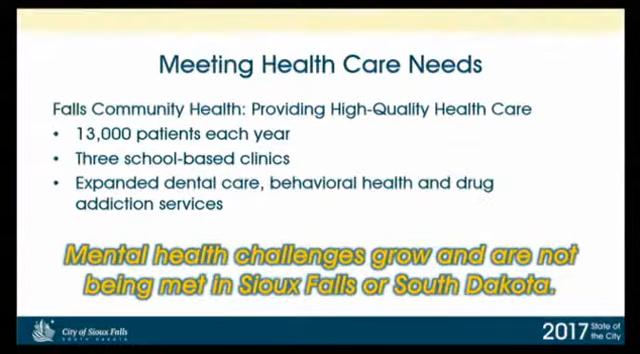 Meeting Health Care Needs
Falls Community Health: Providing High-Quality Health Care
• 13,000 patients each year
• Three school-based clinics
• Expanded dental care, behavioral health and drug
addiction services
Mental health challenges grow and are not
being met in Sioux Falls or South Dakota.
City of Sioux Falls
SOUTH DAKOTA
2017 State of
the City